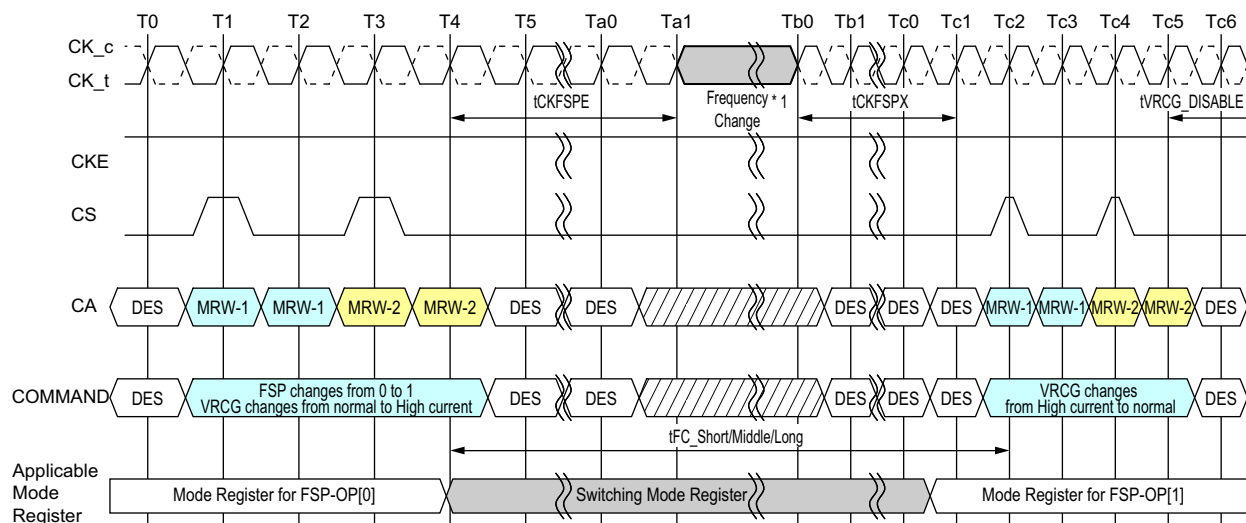 T0 T1 T2 T3 T4 T5 Ta0 Ta1 Tb0 Tb1 Tc0 Tc1 Tc2 Tc3 Tc4 Tc5 Tc6
CK_c
CK_t
tCKFSPE
Frequency * 1
Change
tCKFSPX
tVRCG_DISABLE
CKE
CS
CA DES MRW-1 MRW-1 MRW-2 MRW-2 DES DES DES DES DES MRW-1 MRW-1 MRW-2 MRW-2 DES
COMMAND DES
FSP changes from 0 to 1
VRCG changes from normal to High current
DES DES DES DES DES
VRCG changes
from High current to normal
DES
tFC_Short/Middle/Long
Applicable
Mode
Register
Mode Register for FSP-OP[0]
Switching Mode Register
Mode Register for FSP-OP[1]